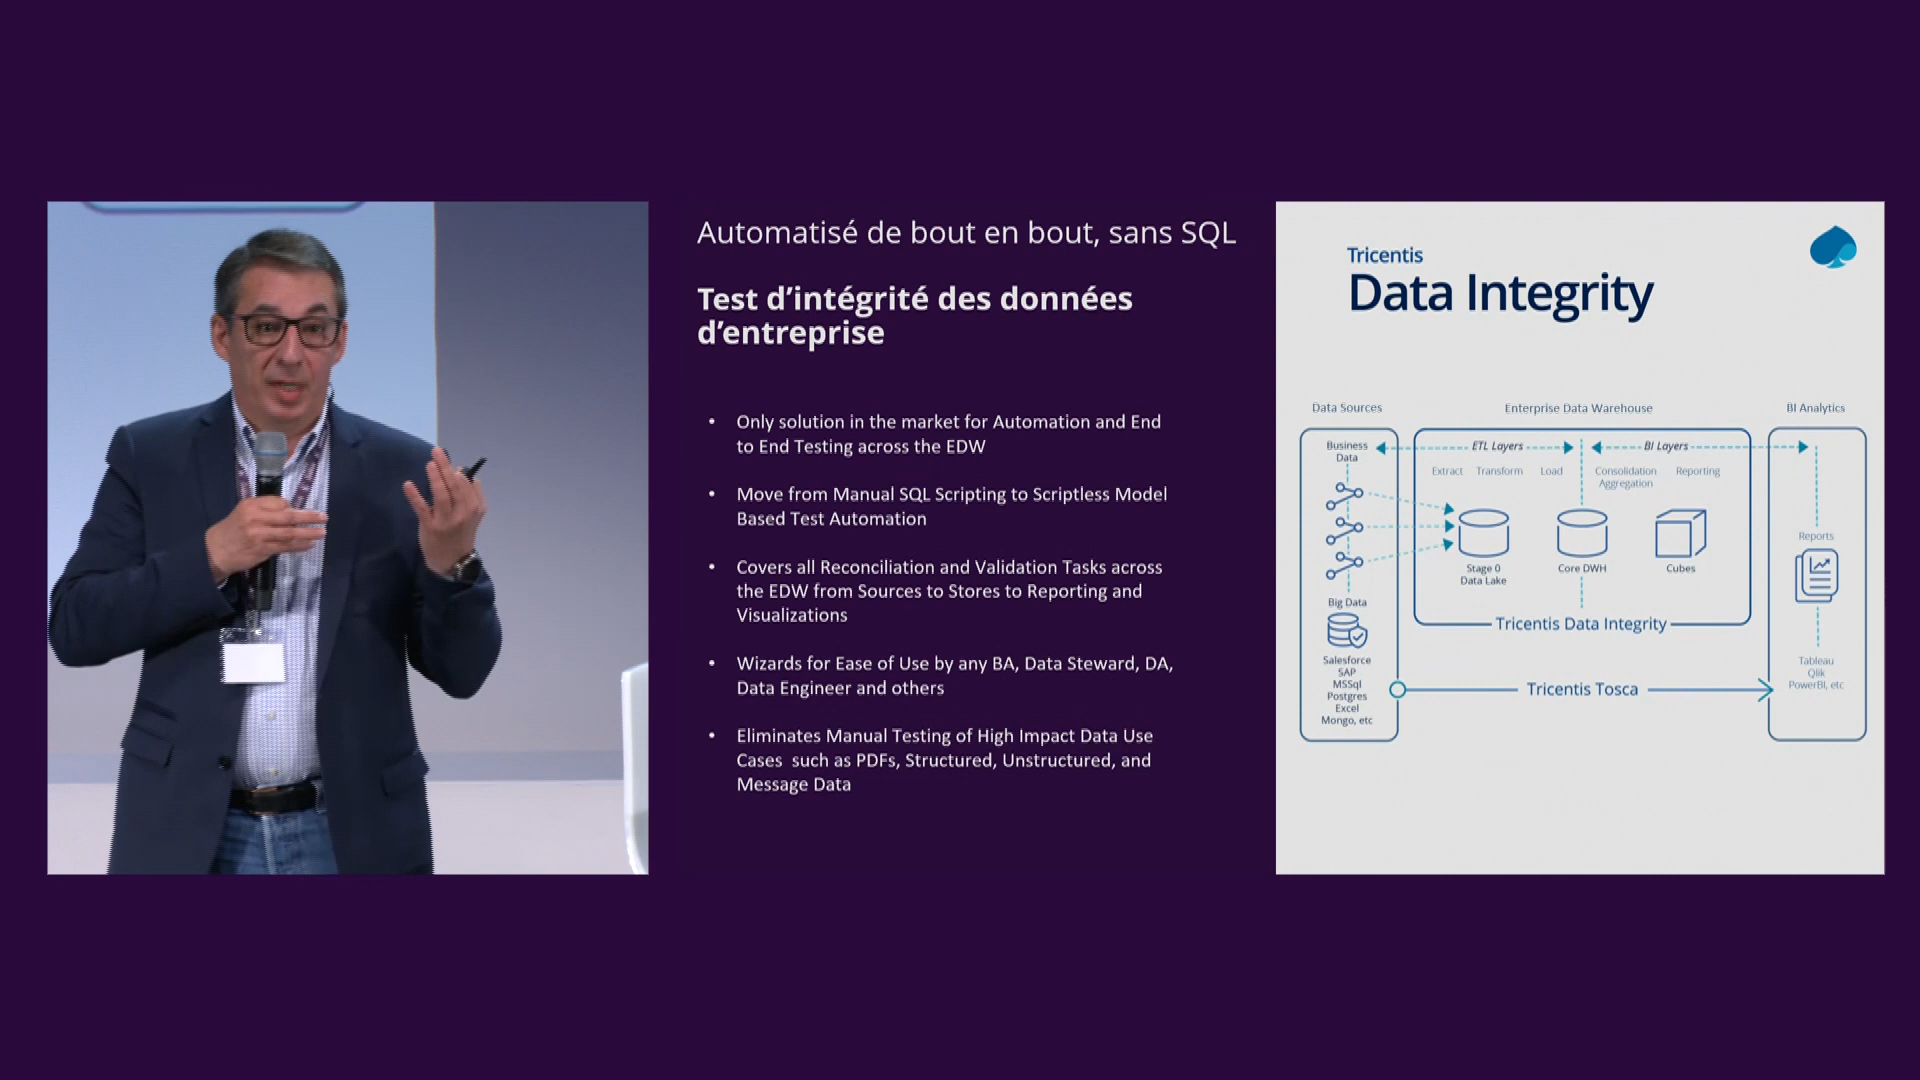 Automatisé de bout en bout, sans SQL
Test d’intégrité des données
d’entreprise
• Only solution in the market for Automation and End
to End Testing across the EDW
• Move from Manual SQL Scripting to Scriptless Model
Based Test Automation
• Covers all Reconciliation and Validation Tasks across
the EDW from Sources to Stores to Reporting and
Visualizations
• Wizards for Ease of Use by any BA, Data Steward, DA,
Data Engineer and others
• Eliminates Manual Testing of High Impact Data Use
Cases  such as PDFs, Structured, Unstructured, and
Message Data
Tricentis
Data Integrity
Data Sources
Enterprise Data Warehouse
BI Analytics
Business
Data
ETL Layers
BI Layers
Extract Transform Load
Consolidation
Aggregation
Reporting
Stage 0
Data Lake
Core DWH
Cubes
Reports
Big Data
Tricentis Data Integrity
Salesforce
SAP
MSSql
Postgres
Excel
Mongo, etc
Tricentis Tosca
Tableau
Qlik
PowerBI, etc